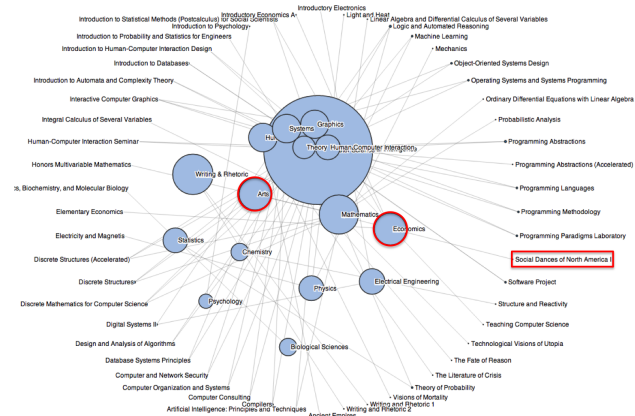 Introductory Electronics
Introductory Economics A
Light and Heat
Introduction to Statistical Methods (Postcalculus) for Social Scientists
Linear Algebra and Differential Calculus of Several Variables
Introduction to Psychology
Logic and Automated Reasoning
Introduction to Probability and Statistics for Engineers
Machine Learning
Introduction to Human-Computer Interaction Design
Mechanics
Introduction to Databases
Object-Oriented Systems Design
Introduction to Automata and Complexity Theory
Operating Systems and Systems Programming
Interactive Computer Graphics
Ordinary Differential Equations with Linear Algebra
Integral Calculus of Several Variables
Probabilistic Analysis
Graphics
Systems
Human-Computer Seminar
Hu
Programming Abstractions
Theory
Human-Computer Interaction
Honors Multivariable Mathematics
Programming Abstractions (Accelerated)
Writing & Rhetoric
Biochemistry, and Molecular Biology
Arts
Programming Languages
Elementary Economics
Mathematics
Programming Methodology
Economics
Electricity and Magnetis
Statistics
Programming Paradigms Laboratory
Chemistry
Discrete Structures (Accelerated)
Social Dances of North America I
Discrete Structures
Physics
Electrical Engineering
Software Project
Discrete Mathematics for Computer Science
Psychology
Structure and Reactivity
Digital Systems II
Teaching Computer Science
Design and Analysis of Algorithms
Biological Sciences
Technological Visions of Utopia
Database Systems Principles
The Fate of Reason
Computer and Network Security
The Literature of Crisis
Computer Organization and Systems
Theory of Probability
Computer Consulting
Visions of Mortality
Compilers
Writing and Rhetoric 1
Artificial Intelligence: Principles and Techniques
Writing and Rhetoric 2
Ancient Empires